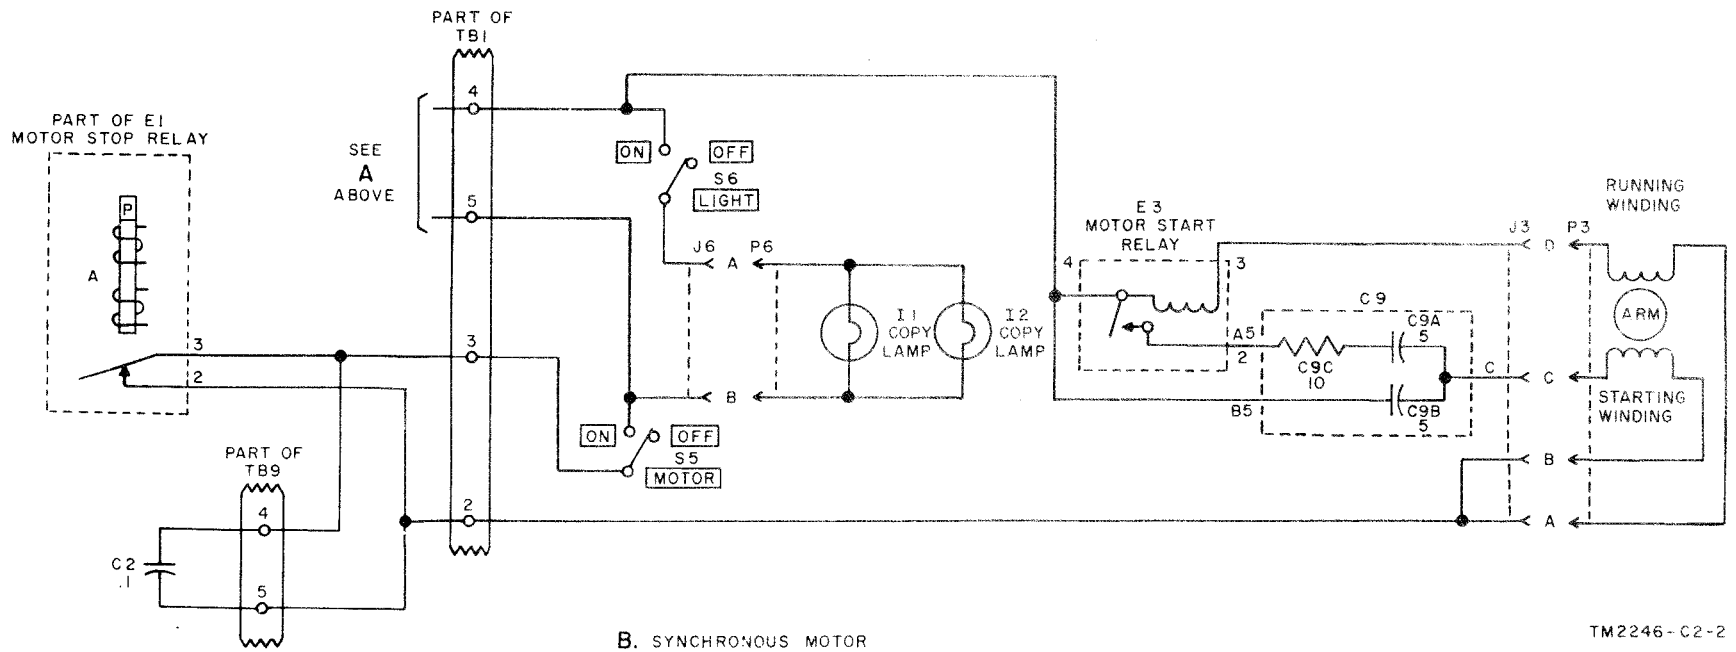 PART OF
TB1
4
PART OF E1
MOTOR STOP RELAY
P
A
SEE
A
ABOVE
5
ON
OFF
S6
LIGHT
J6
A
P6
I1
COPY
LAMP
I2
COPY
LAMP
E3
MOTOR START
RELAY
4
3
J3
P3
D
RUNNING
WINDING
ARM
C9
C9A
5
A5
2
C9C
10
C
C
B5
C9B
5
STARTING
WINDING
3
2
3
B
ON
OFF
S5
MOTOR
B
PART OF
TB9
4
2
A
C2
.1
5
B. SYNCHRONOUS MOTOR
TM2246-C2-2